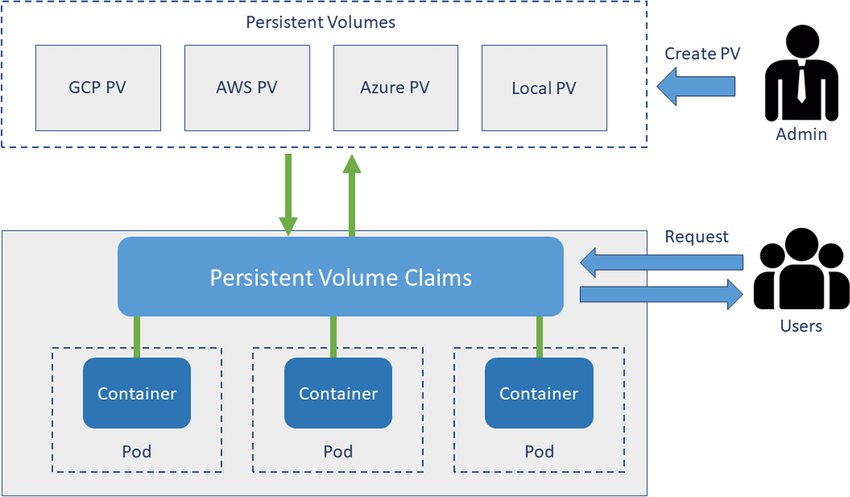 Persistent Volumes
GCP PV
AWS PV
Azure PV
Local PV
Create PV
Admin
Persistent Volume Claims
Request
Users
Container
Container
Container
Pod
Pod
Pod